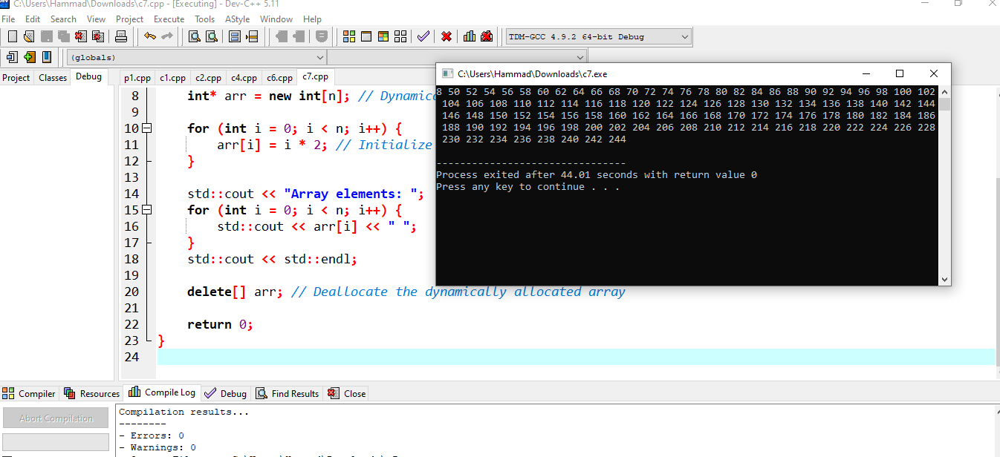 C:\Users\Hammad\Downloads\c7.cpp - [Executing] - Dev-C++ 5.11
File Edit Search View Project Execute Tools AStyle Window Help
TDM-GCC 4.9.2 64-bit Debug
(globals)
Project Classes Debug
p1.cpp c1.cpp c2.cpp c4.cpp c6.cpp c7.cpp
8 int* arr = new int[n]; // Dynamica
9
10 for (int i = 0; i < n; i++) {
11 arr[i] = i * 2; // Initialize
12 }
13
14 std::cout << "Array elements: ";
15 for (int i = 0; i < n; i++) {
16 std::cout << arr[i] << " ";
17 }
18 std::cout << std::endl;
19
20 delete[] arr; // Deallocate the dynamically allocated array
21
22 return 0;
23 }
24
C:\Users\Hammad\Downloads\c7.exe
8 50 52 54 56 58 60 62 64 66 68 70 72 74 76 78 80 82 84 86 88 90 92 94 96 98 100 102
104 106 108 110 112 114 116 118 120 122 124 126 128 130 132 134 136 138 140 142 144
146 148 150 152 154 156 158 160 162 164 166 168 170 172 174 176 178 180 182 184 186
188 190 192 194 196 198 200 202 204 206 208 210 212 214 216 218 220 222 224 226 228
230 232 234 236 238 240 242 244
--------------------------------
Process exited after 44.01 seconds with return value 0
Press any key to continue . . .
Compiler Resources Compile Log Debug Find Results Close
Abort Compilation
Compilation results...
--------
- Errors: 0
- Warnings: 0